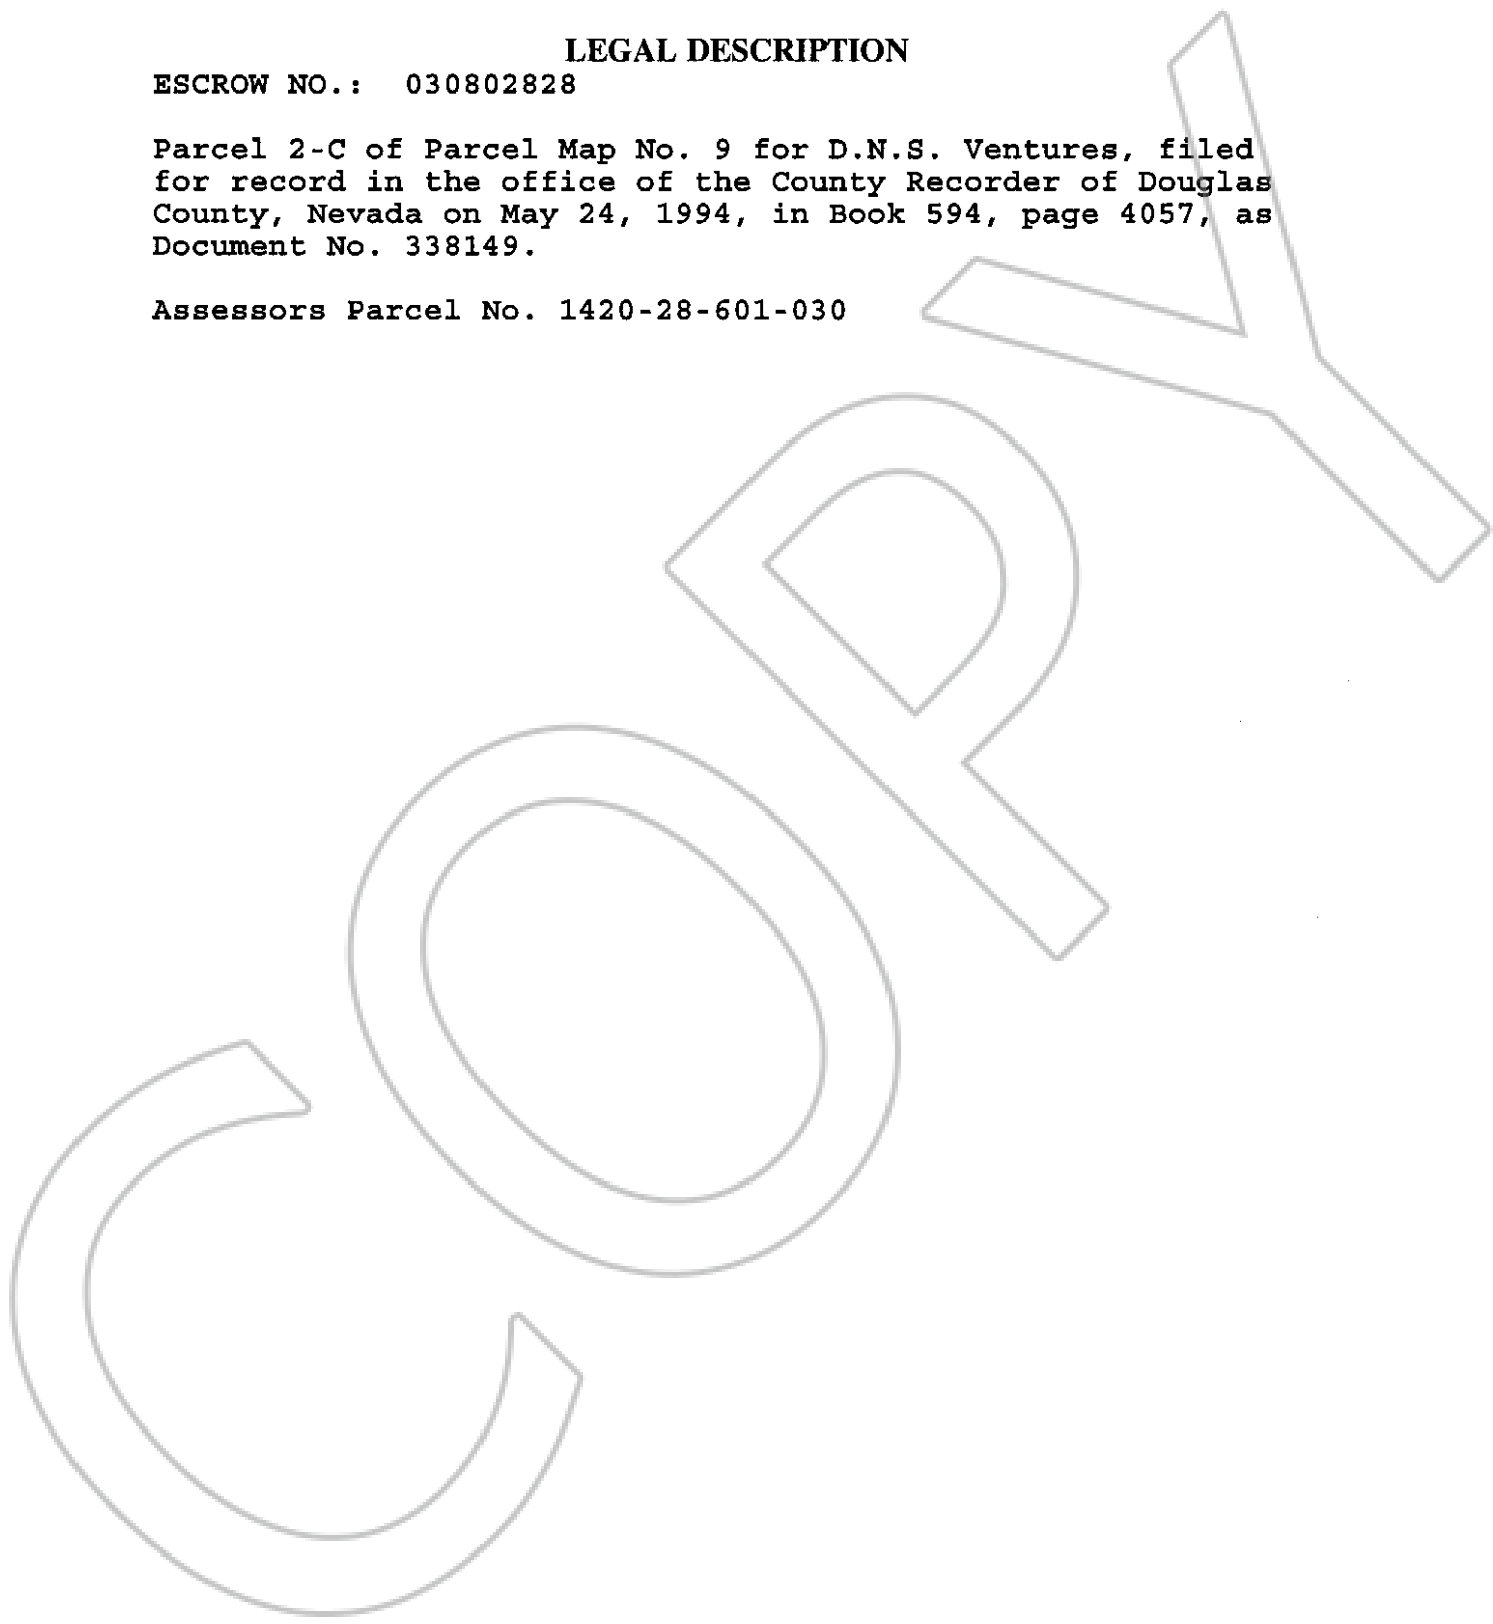 LEGAL DESCRIPTION
ESCROW NO.: 030802828
Parcel 2-C of Parcel Map No. 9 for D.N.S. Ventures, filed
for record in the office of the County Recorder of Douglas
County, Nevada on May 24, 1994, in Book 594, page 4057, as
Document No. 338149.
Assessors Parcel No. 1420-28-601-030
COPY